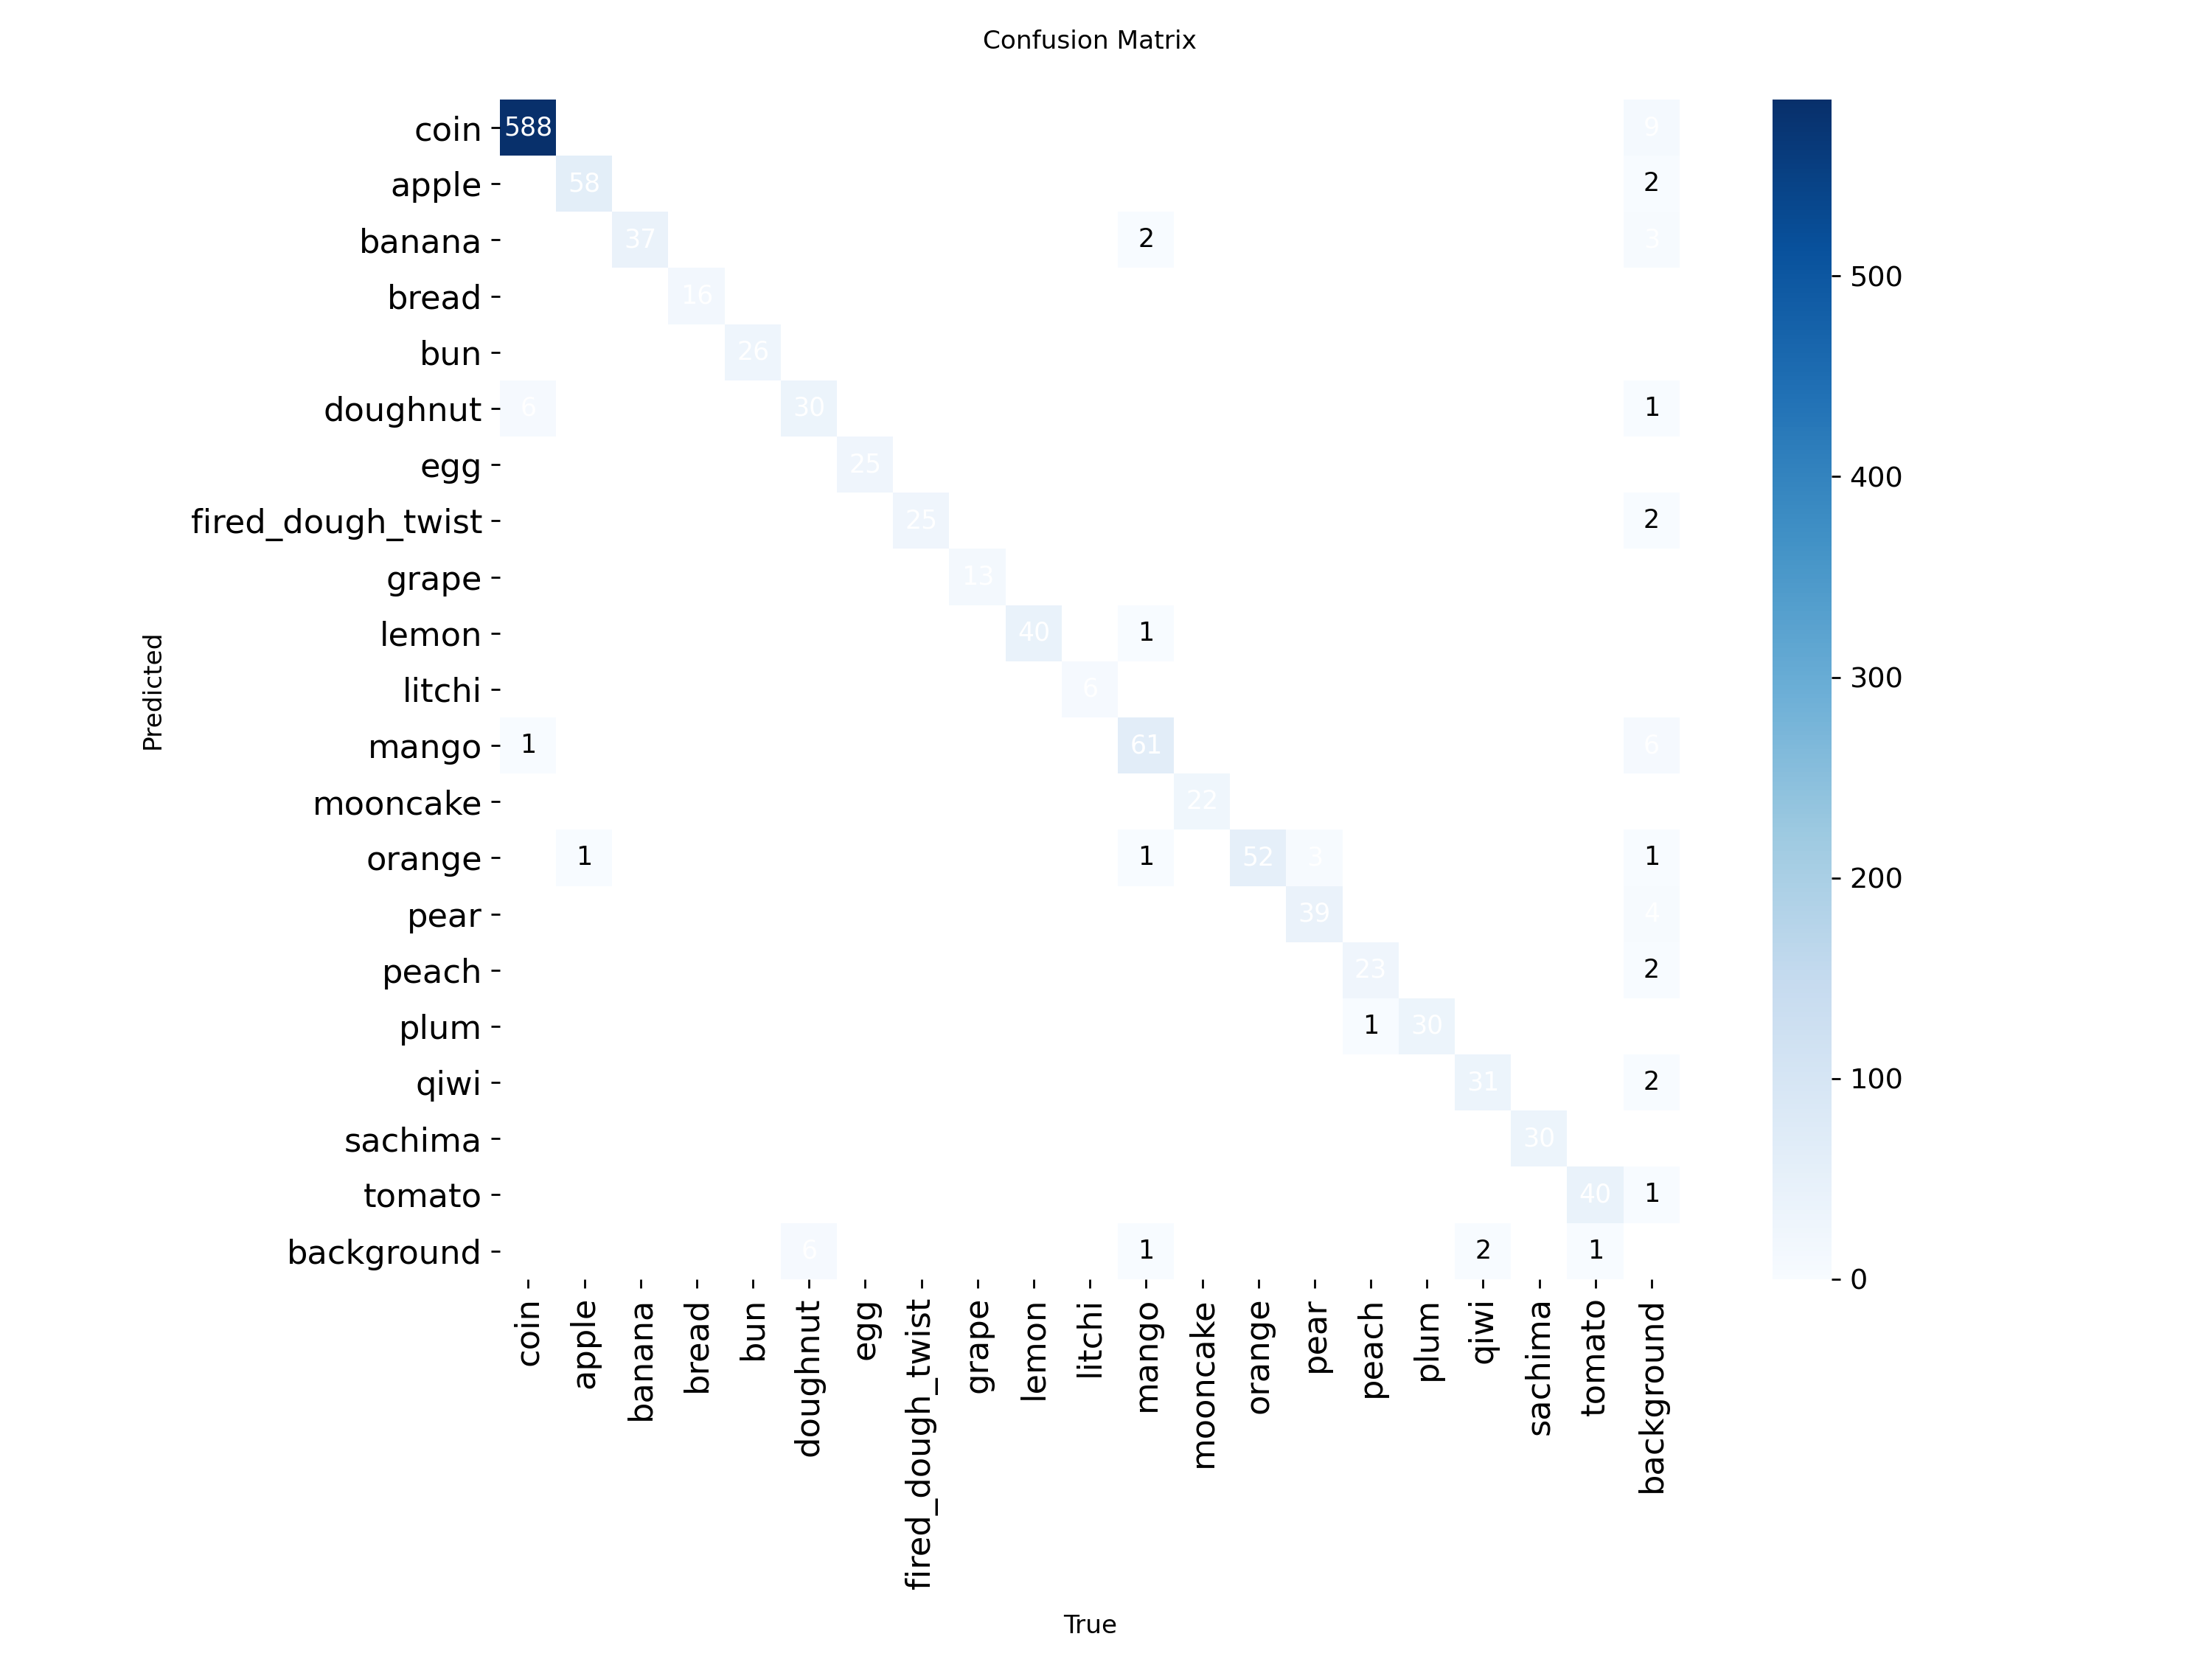 Confusion Matrix
coin 588 9
apple 58 2
banana 37 2 3
bread 16
bun 26
doughnut 6 30 1
egg 25
fired_dough_twist 25 2
grape 13
lemon 40 1
litchi 6
mango 1 61 6
mooncake 22
orange 1 1 52 3 1
pear 39 4
peach 23 2
plum 1 30
qiwi 31 2
sachima 30
tomato 40 1
background 6 1 2 1
Predicted
coin
apple
banana
bread
bun
doughnut
egg
fired_dough_twist
grape
lemon
litchi
mango
mooncake
orange
pear
peach
plum
qiwi
sachima
tomato
background
True
500
400
300
200
100
0